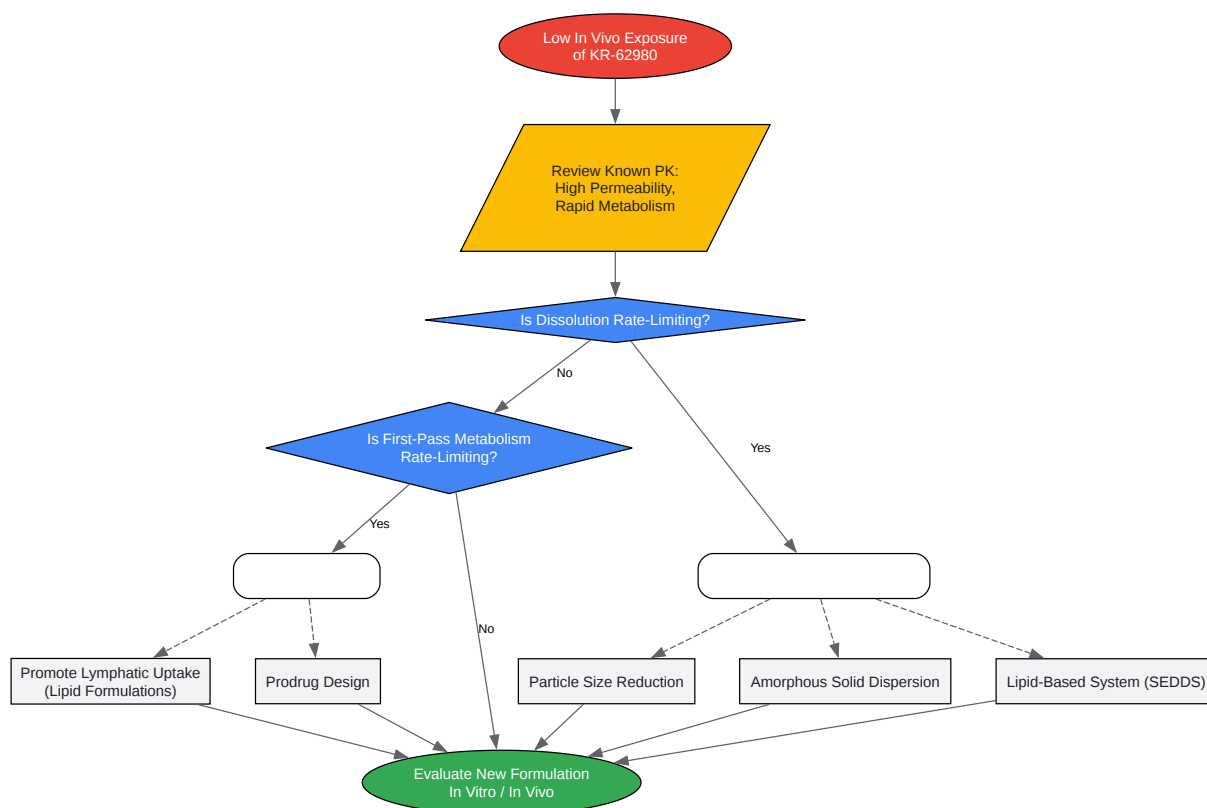 Low In Vivo Exposure
of KR-62980
Review Known PK:
High Permeability,
Rapid Metabolism
Is Dissolution Rate-Limiting?
No
Is First-Pass Metabolism
Rate-Limiting?
Yes
Yes
No
Promote Lymphatic Uptake
(Lipid Formulations)
Prodrug Design
Particle Size Reduction
Amorphous Solid Dispersion
Lipid-Based System (SEDDS)
Evaluate New Formulation
In Vitro / In Vivo